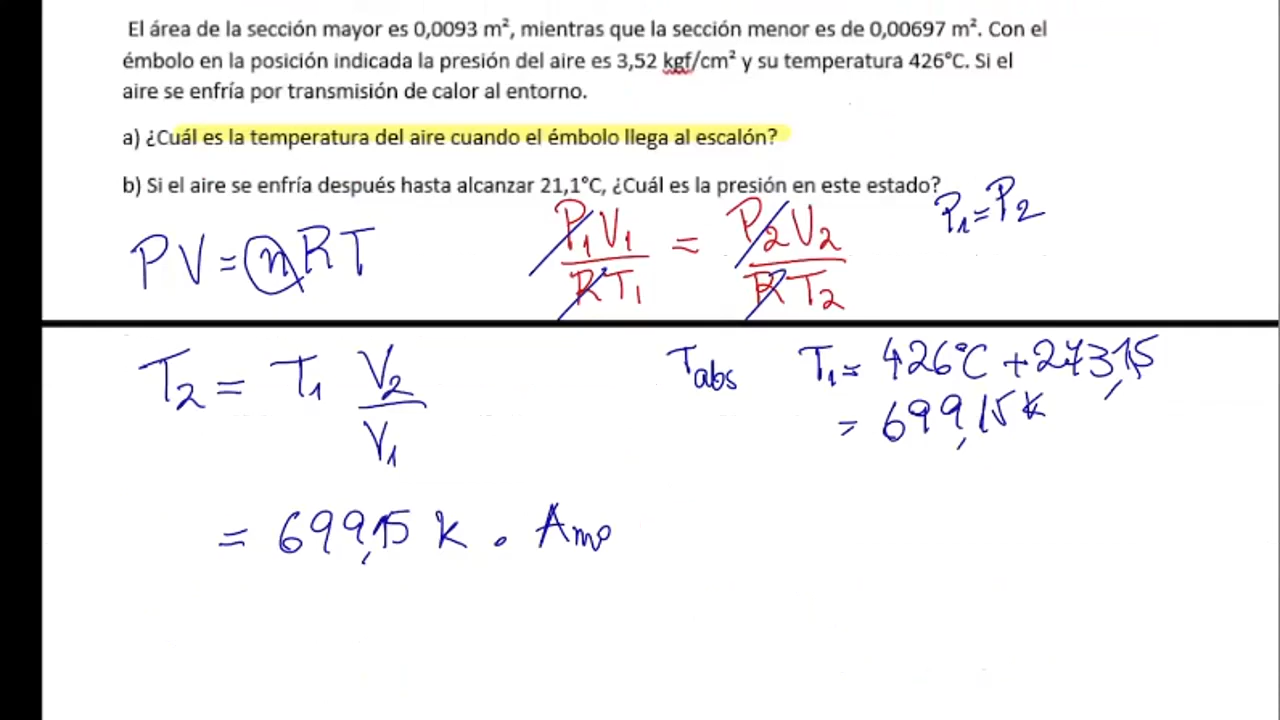 El área de la sección mayor es 0,0093 m², mientras que la sección menor es de 0,00697 m². Con el
émbolo en la posición indicada la presión del aire es 3,52 kgf/cm² y su temperatura 426°C. Si el
aire se enfría por transmisión de calor al entorno.
a) ¿Cuál es la temperatura del aire cuando el émbolo llega al escalón?
b) Si el aire se enfría después hasta alcanzar 21,1°C, ¿Cuál es la presión en este estado?
P₁=P₂
PV=nRT
P₁V₁/RT₁ = P₂V₂/RT₂
T₂ = T₁ V₂/V₁
Tabs T₁= 426°C +273,15
= 699,15 K
= 699,15 K . Amo